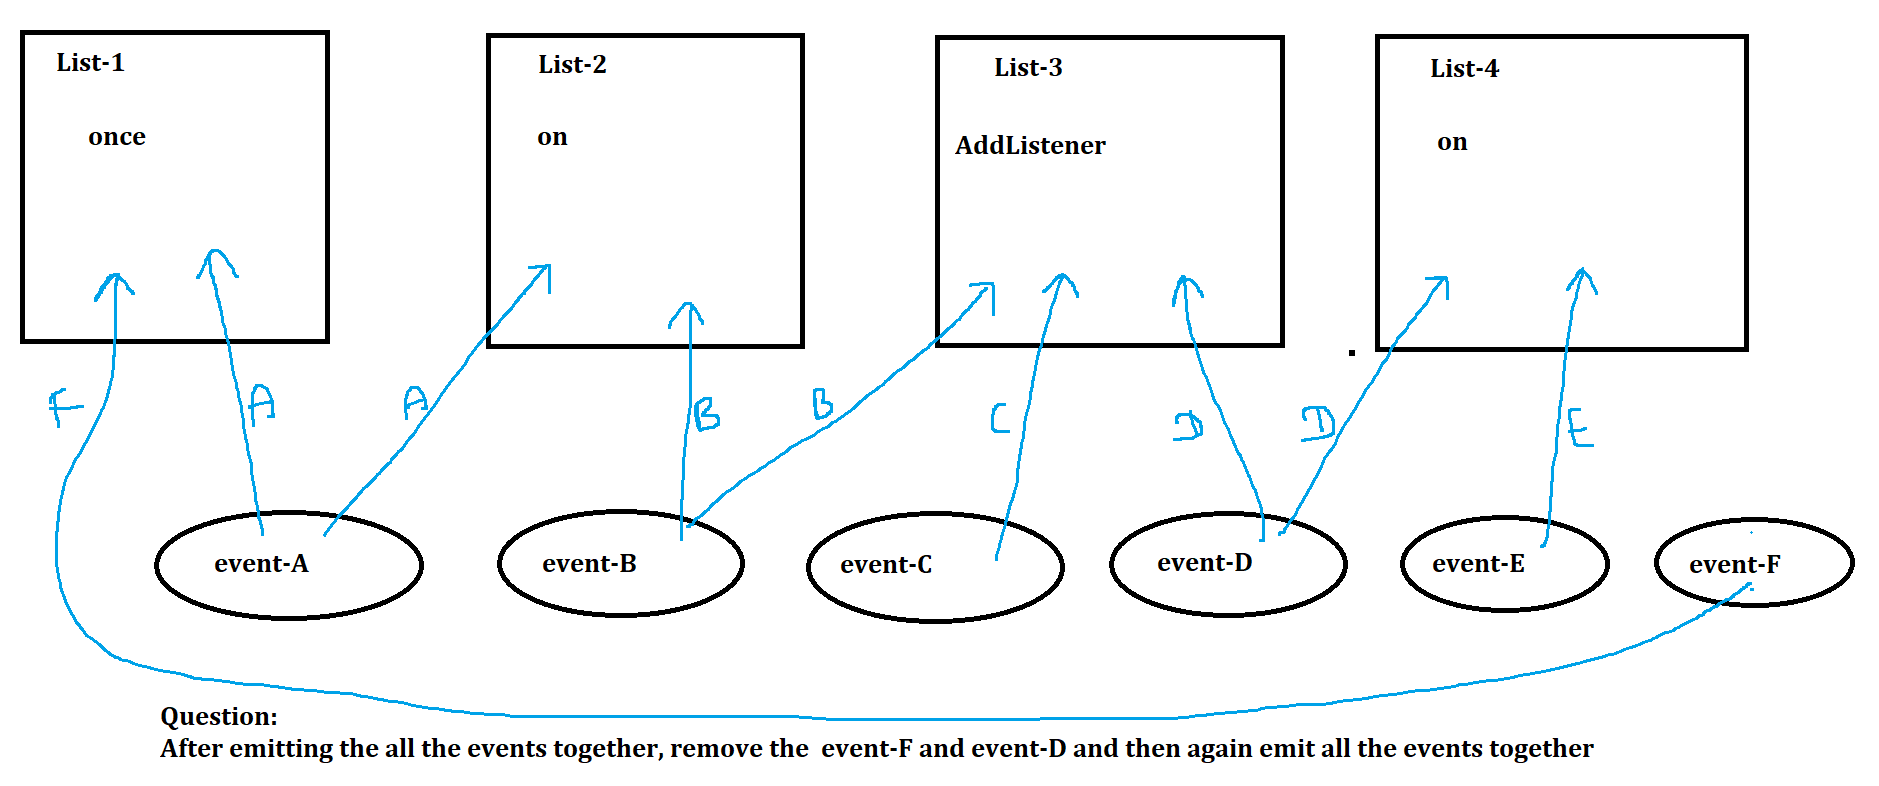 List-1
once
List-2
on
List-3
AddListener
List-4
on
F
A
A
B
B
C
D
D
E
event-A
event-B
event-C
event-D
event-E
event-F
Question:
After emitting the all the events together, remove the event-F and event-D and then again emit all the events together